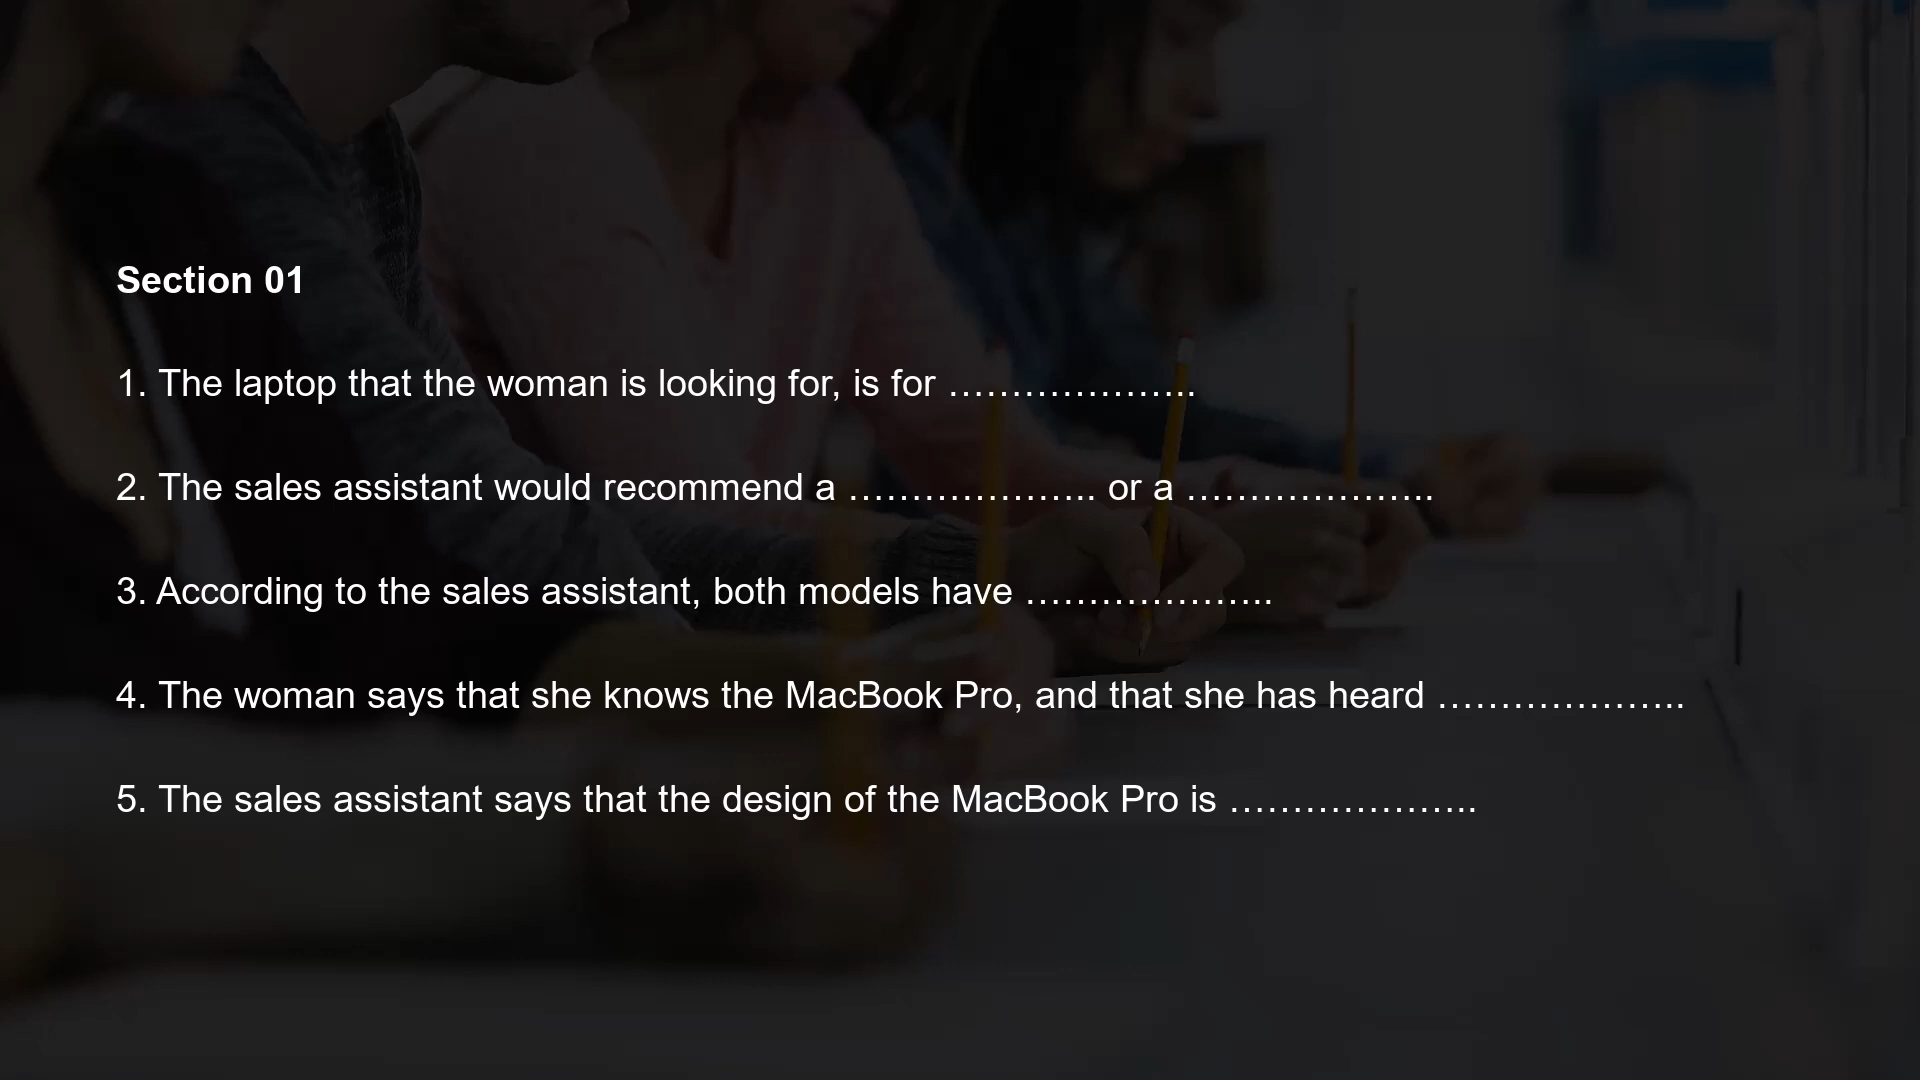 Section 01
1. The laptop that the woman is looking for, is for ………………..
2. The sales assistant would recommend a ……………….. or a ………………..
3. According to the sales assistant, both models have ………………..
4. The woman says that she knows the MacBook Pro, and that she has heard ………………..
5. The sales assistant says that the design of the MacBook Pro is ………………..